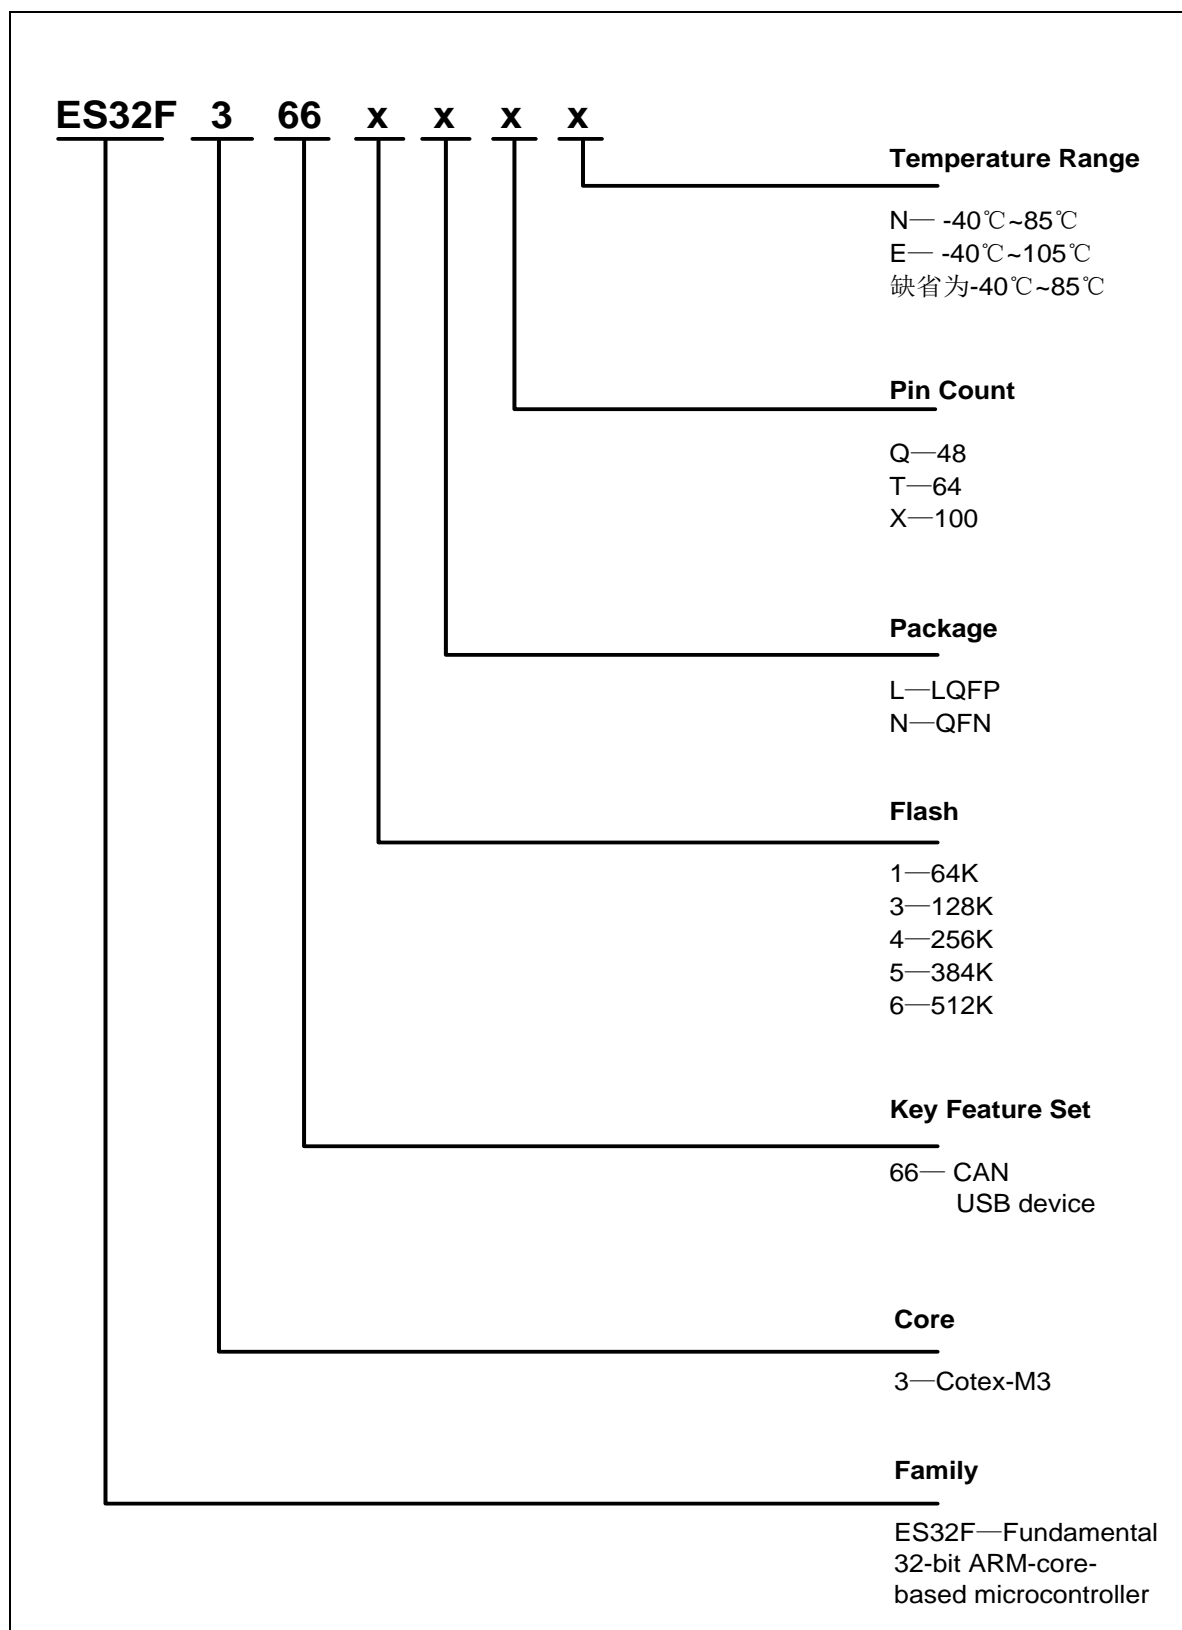 ES32F 3 66 x x x x
Temperature Range
N— -40℃~85℃
E— -40℃~105℃
缺省为-40℃~85℃
Pin Count
Q—48
T—64
X—100
Package
L—LQFP
N—QFN
Flash
1—64K
3—128K
4—256K
5—384K
6—512K
Key Feature Set
66— CAN
USB device
Core
3—Cotex-M3
Family
ES32F—Fundamental
32-bit ARM-core-
based microcontroller